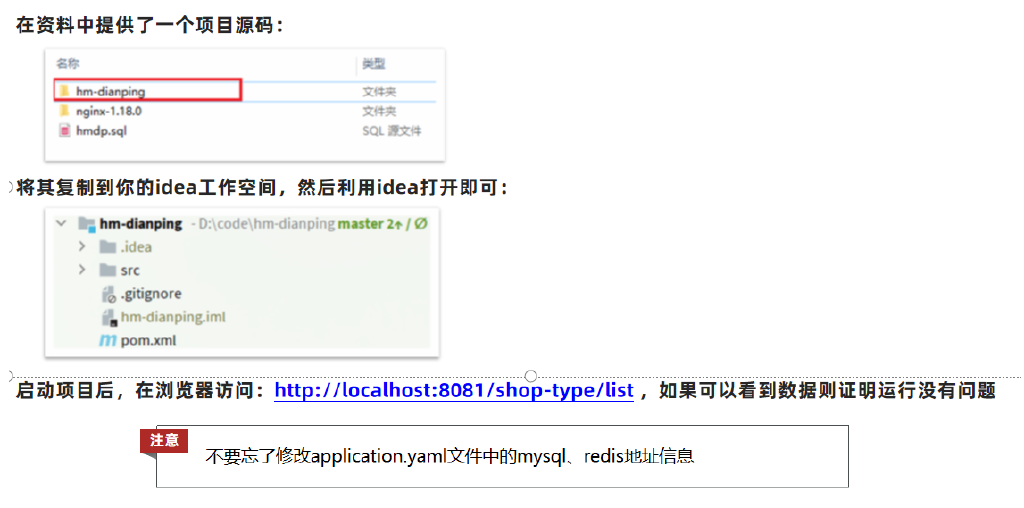 在资料中提供了一个项目源码：
名称 类型
hm-dianping 文件夹
nginx-1.18.0 文件夹
hmdp.sql SQL 源文件
将其复制到你的idea工作空间，然后利用idea打开即可：
hm-dianping - D:\code\hm-dianping master 2↑ / ∅
.idea
src
.gitignore
hm-dianping.iml
pom.xml
启动项目后，在浏览器访问：http://localhost:8081/shop-type/list ，如果可以看到数据则证明运行没有问题
注意
不要忘了修改application.yaml文件中的mysql、redis地址信息